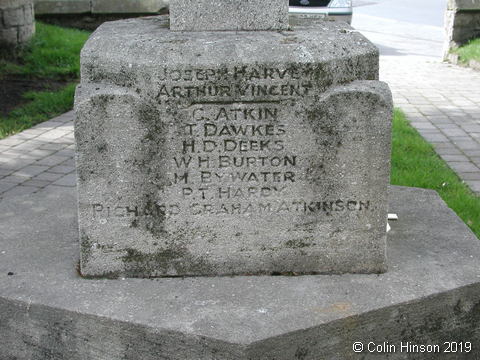 JOSEPH HARVEY
ARTHUR VINCENT
C. ATKIN
T. DAWKES
H. D. DEEKS
W. H. BURTON
M. BYWATER
P. T. HARDY
RICHARD GRAHAM ATKINSON.
© Colin Hinson 2019